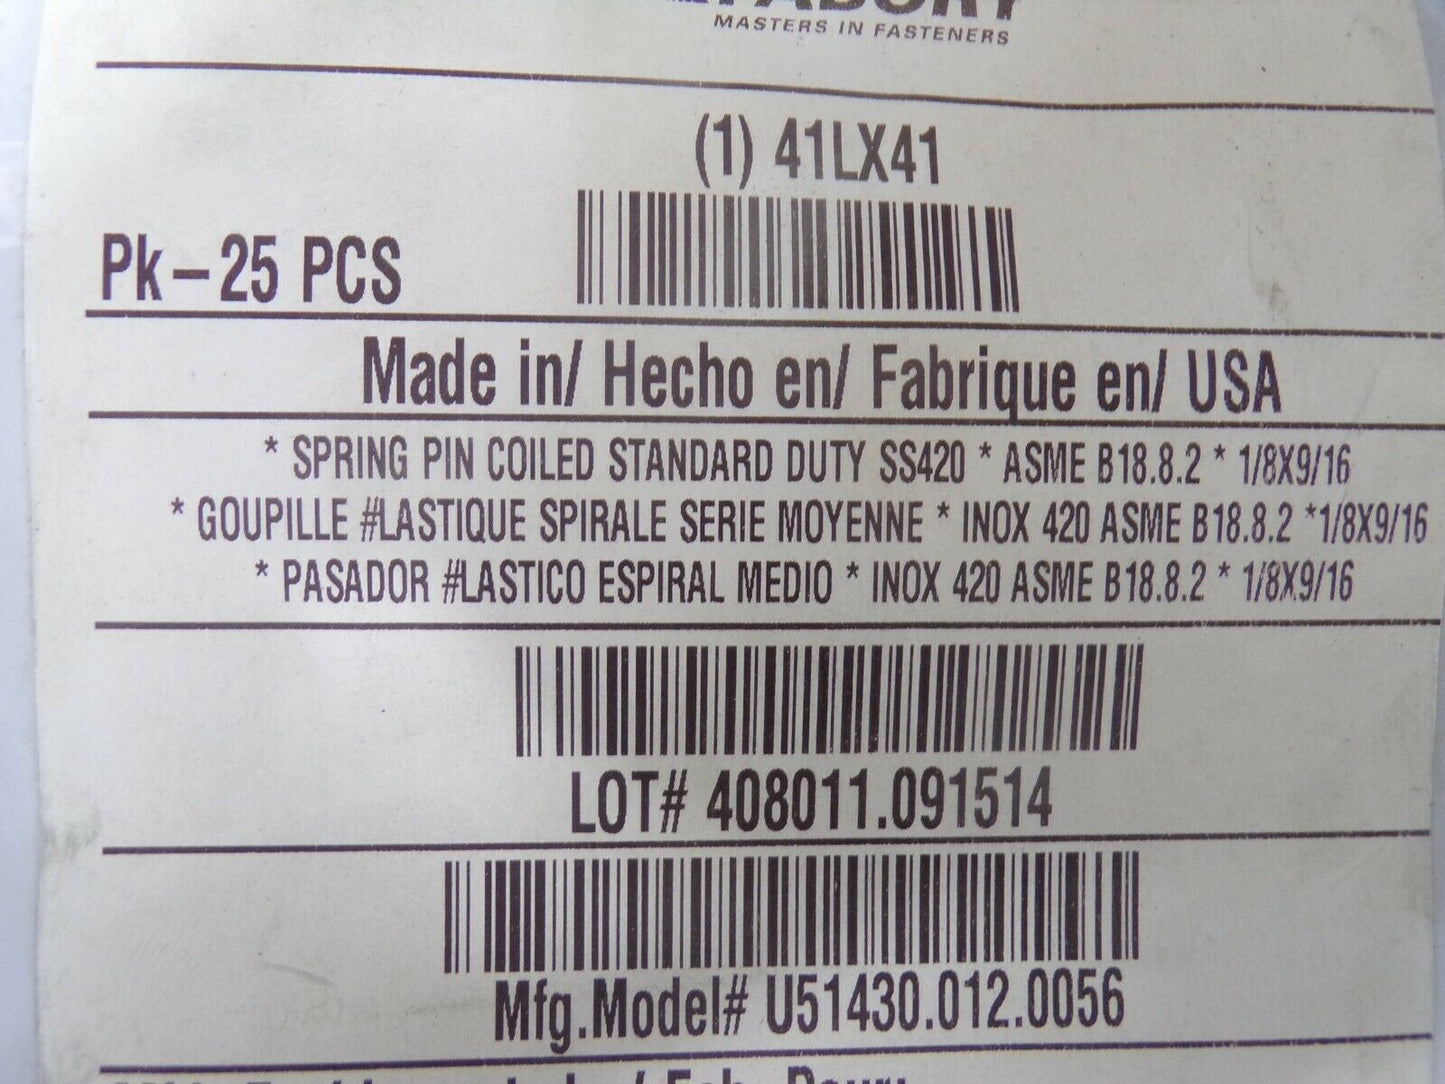 FABORY
MASTERS IN FASTENERS
(1) 41LX41
Pk-25 PCS
Made in/ Hecho en/ Fabrique en/ USA
* SPRING PIN COILED STANDARD DUTY SS420 * ASME B18.8.2 * 1/8X9/16
* GOUPILLE #LASTIQUE SPIRALE SERIE MOYENNE * INOX 420 ASME B18.8.2 *1/8X9/16
* PASADOR #LASTICO ESPIRAL MEDIO * INOX 420 ASME B18.8.2 * 1/8X9/16
LOT# 408011.091514
Mfg.Model# U51430.012.0056